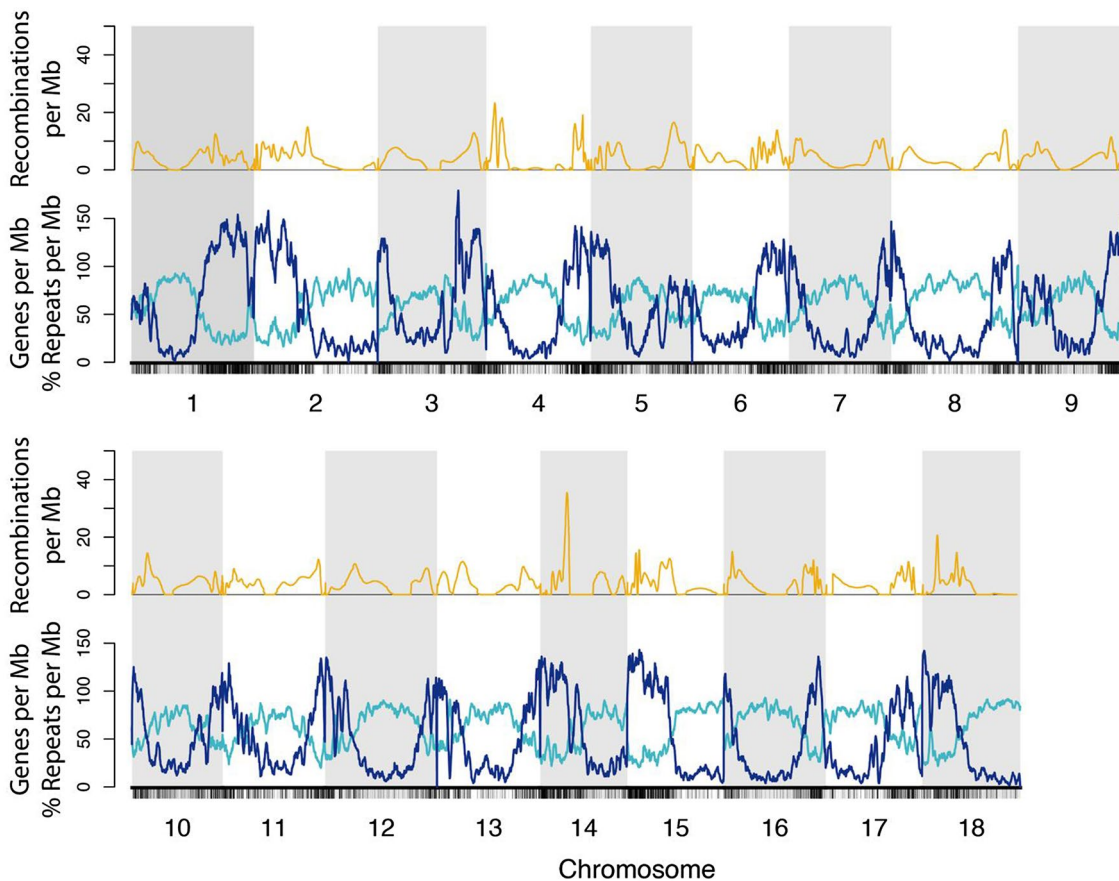 Recombinations
per Mb
0
20
40
Genes per Mb
% Repeats per Mb
0
50
100
150
1 2 3 4 5 6 7 8 9
Recombinations
per Mb
0
20
40
Genes per Mb
% Repeats per Mb
0
50
100
150
10 11 12 13 14 15 16 17 18
Chromosome